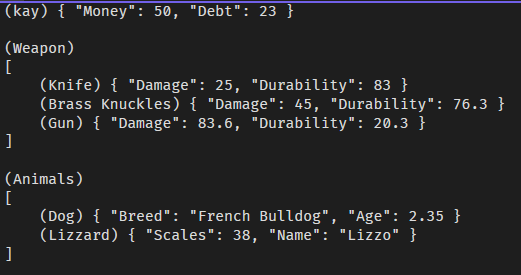 (kay) { "Money": 50, "Debt": 23 }
(Weapon)
[
(Knife) { "Damage": 25, "Durability": 83 }
(Brass Knuckles) { "Damage": 45, "Durability": 76.3 }
(Gun) { "Damage": 83.6, "Durability": 20.3 }
]
(Animals)
[
(Dog) { "Breed": "French Bulldog", "Age": 2.35 }
(Lizzard) { "Scales": 38, "Name": "Lizzo" }
]